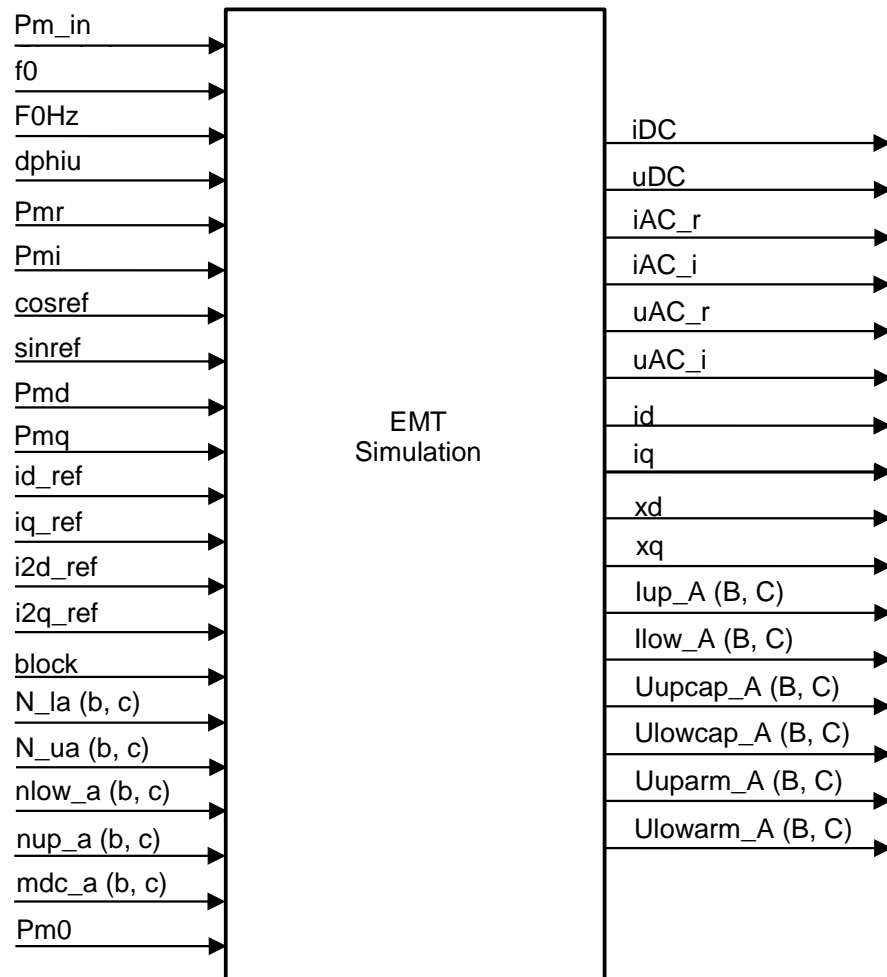 Pm_in
f0
F0Hz
dphiu
Pmr
Pmi
cosref
sinref
Pmd
Pmq
id_ref
iq_ref
i2d_ref
i2q_ref
block
N_la (b, c)
N_ua (b, c)
nlow_a (b, c)
nup_a (b, c)
mdc_a (b, c)
Pm0
EMT
Simulation
iDC
uDC
iAC_r
iAC_i
uAC_r
uAC_i
id
iq
xd
xq
Iup_A (B, C)
Ilow_A (B, C)
Uupcap_A (B, C)
Ulowcap_A (B, C)
Uuparm_A (B, C)
Ulowarm_A (B, C)